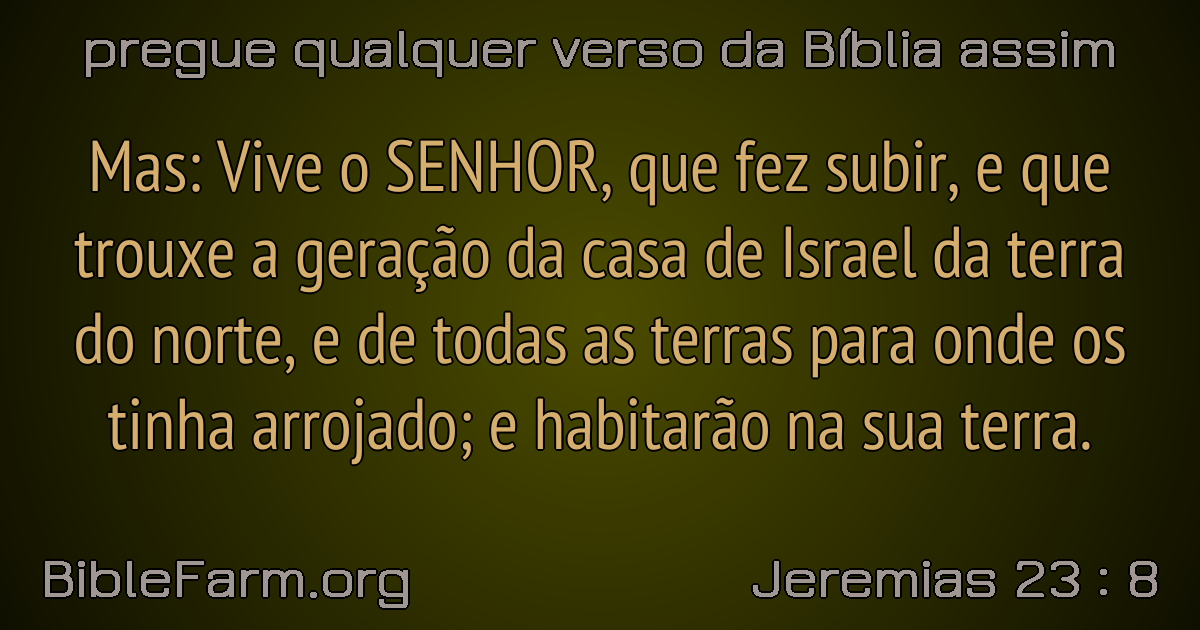 pregue qualquer verso da Bíblia assim
Mas: Vive o SENHOR, que fez subir, e que
trouxe a geração da casa de Israel da terra
do norte, e de todas as terras para onde os
tinha arrojado; e habitarão na sua terra.
BibleFarm.org
Jeremias 23 : 8